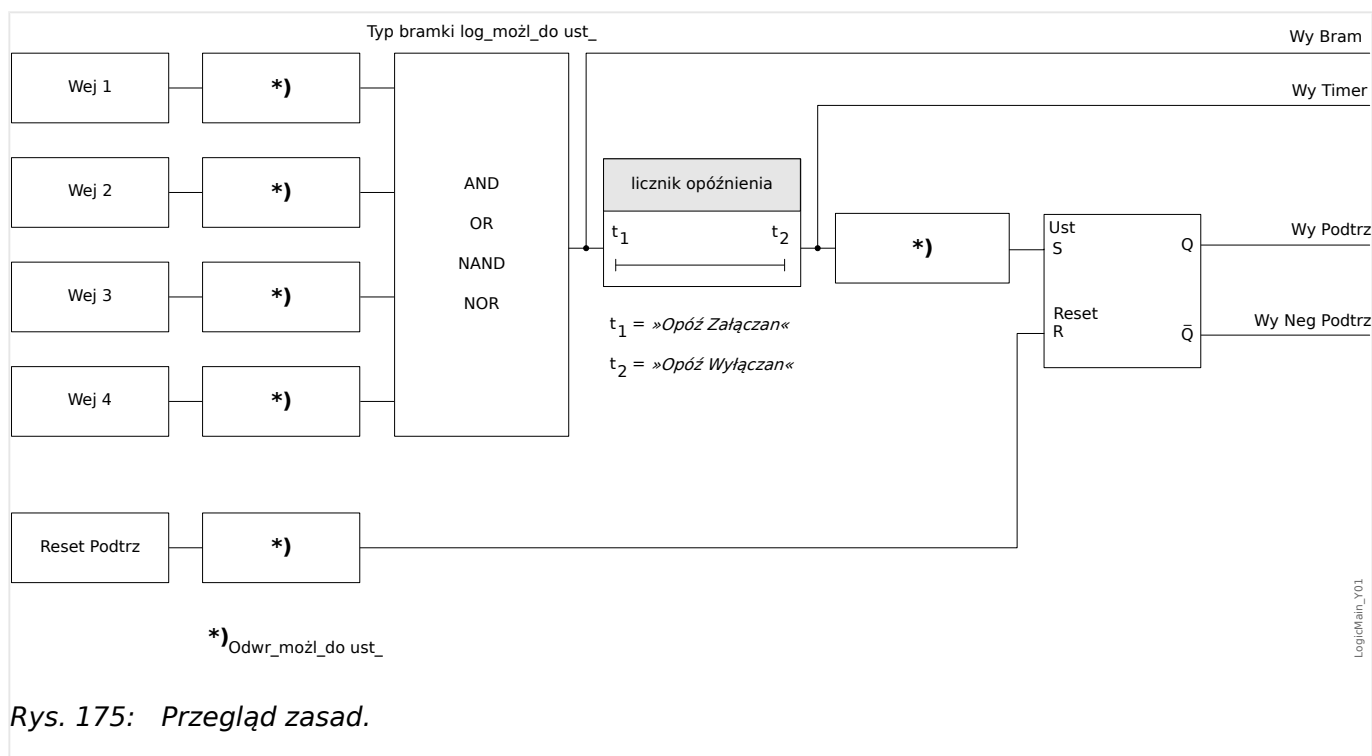 Typ bramki log_możl_do ust_
Wy Bram
Wej 1
*)
Wy Timer
Wej 2
*)
AND
OR
NAND
NOR
licznik opóźnienia
t1
t2
*)
Ust
S
Q
Wy Podtrz
Wej 3
*)
t1 = »Opóź Załączan«
t2 = »Opóź Wyłączan«
Reset
R
Q̅
Wy Neg Podtrz
Wej 4
*)
Reset Podtrz
*)
*)Odwr_możl_do ust_
LogicMain_Y01
Rys. 175: Przegląd zasad.